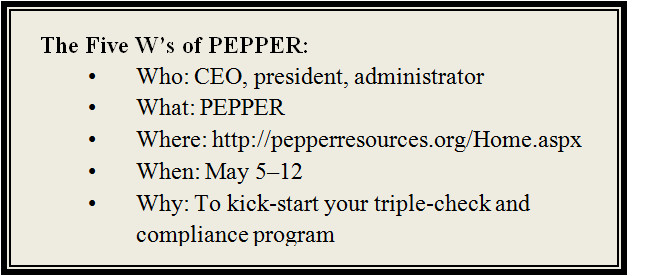 The Five W's of PEPPER:
• Who: CEO, president, administrator
• What: PEPPER
• Where: http://pepperresources.org/Home.aspx
• When: May 5–12
• Why: To kick-start your triple-check and
compliance program